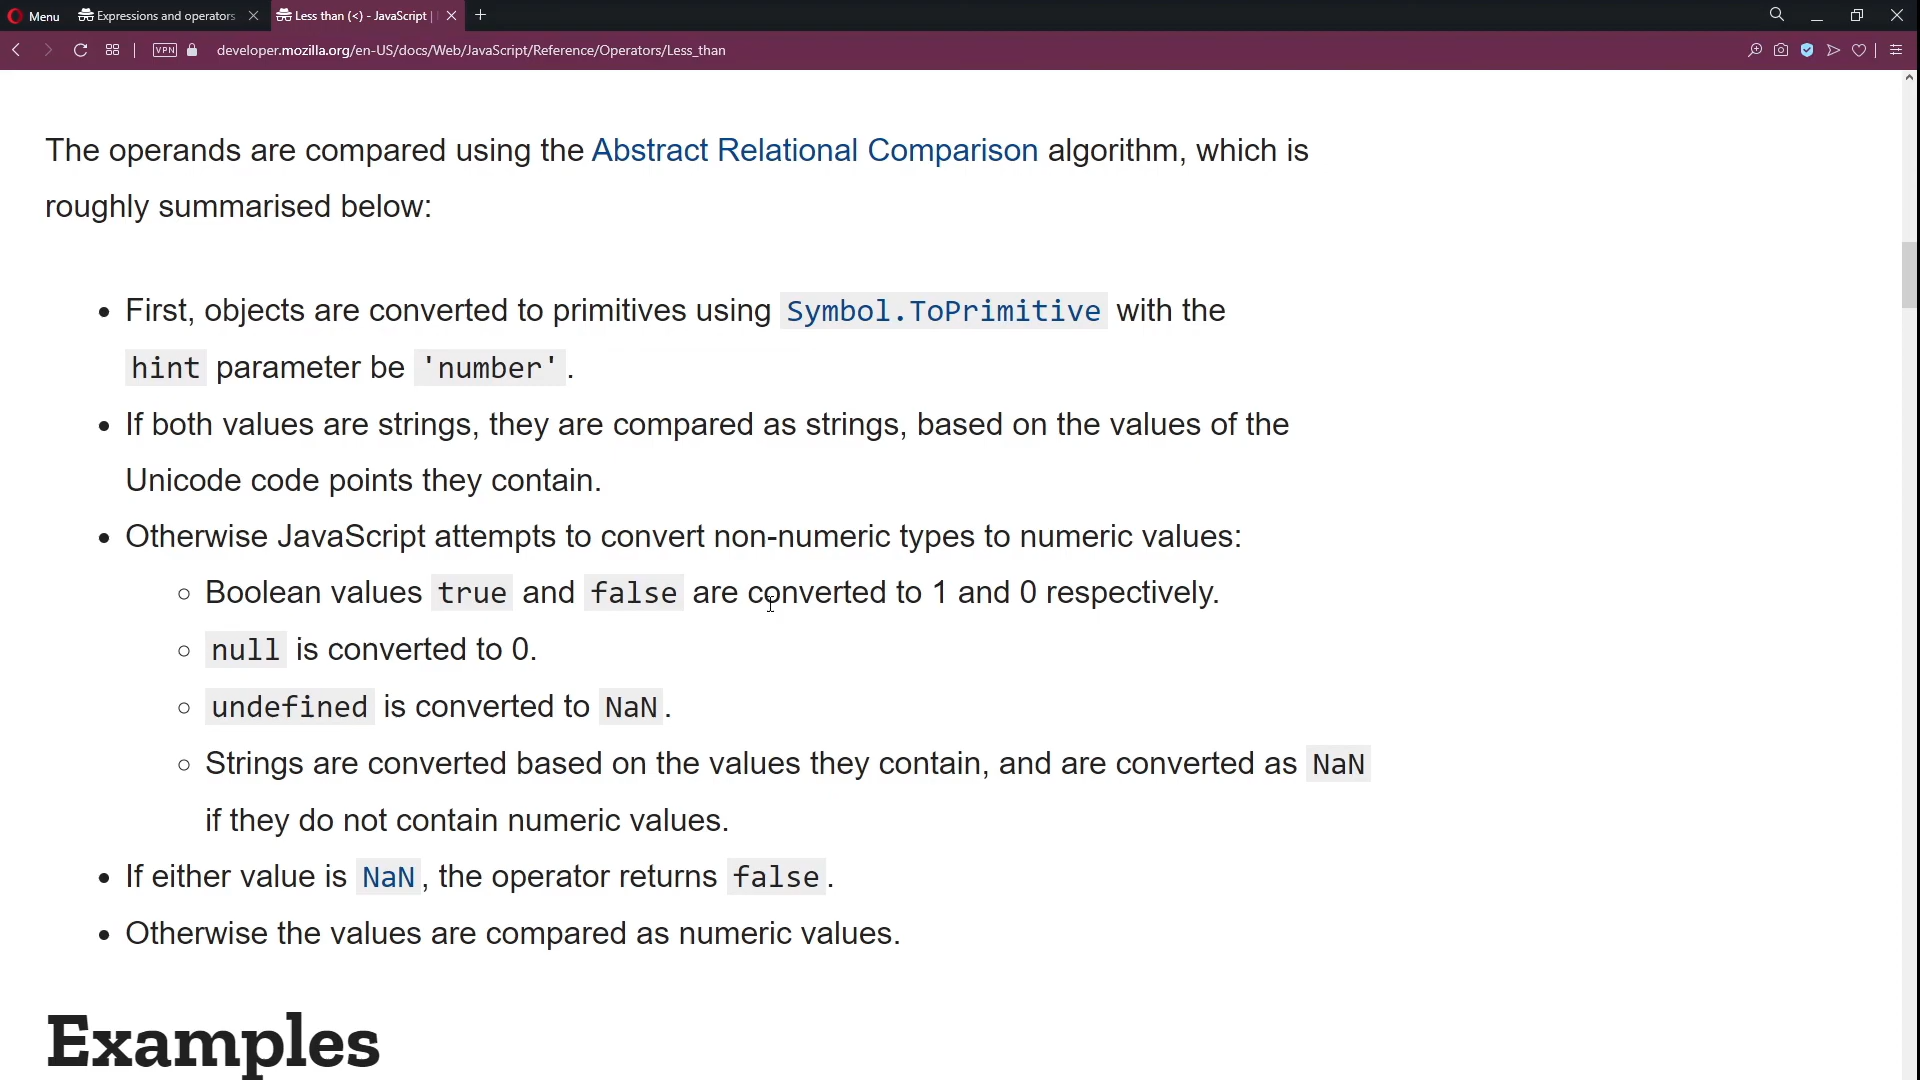 Menu
Expressions and operators
Less than (<) - JavaScript |
VPN
developer.mozilla.org/en-US/docs/Web/JavaScript/Reference/Operators/Less_than
The operands are compared using the Abstract Relational Comparison algorithm, which is
roughly summarised below:
First, objects are converted to primitives using Symbol.ToPrimitive with the
hint parameter be 'number'.
If both values are strings, they are compared as strings, based on the values of the
Unicode code points they contain.
Otherwise JavaScript attempts to convert non-numeric types to numeric values:
Boolean values true and false are converted to 1 and 0 respectively.
null is converted to 0.
undefined is converted to NaN.
Strings are converted based on the values they contain, and are converted as NaN
if they do not contain numeric values.
If either value is NaN, the operator returns false.
Otherwise the values are compared as numeric values.
Examples